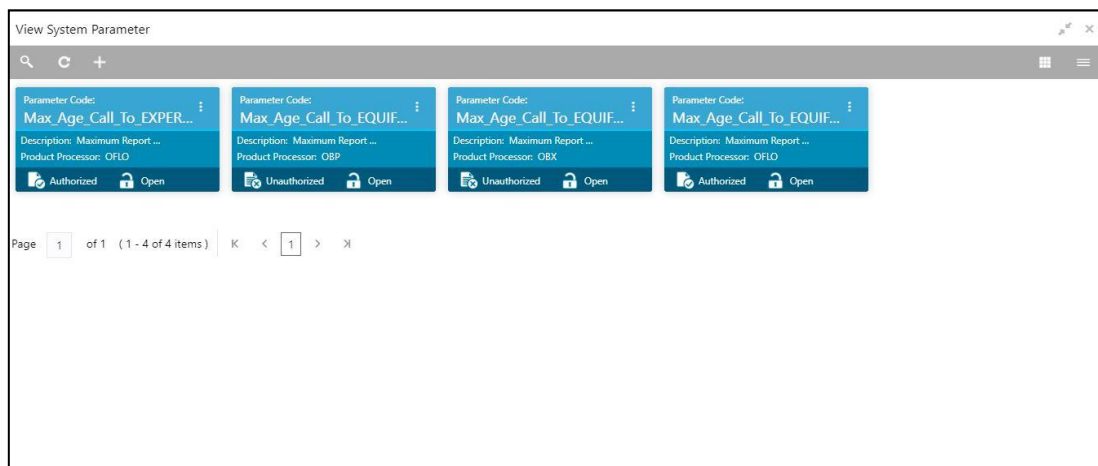 View System Parameter
Parameter Code:
Max_Age_Call_To_EXPER...
Description: Maximum Report ...
Product Processor: OFLO
Authorized Open
Parameter Code:
Max_Age_Call_To_EQUIF...
Description: Maximum Report ...
Product Processor: OBP
Unauthorized Open
Parameter Code:
Max_Age_Call_To_EQUIF...
Description: Maximum Report ...
Product Processor: OBX
Unauthorized Open
Parameter Code:
Max_Age_Call_To_EQUIF...
Description: Maximum Report ...
Product Processor: OFLO
Authorized Open
Page 1 of 1 (1 - 4 of 4 items) 1